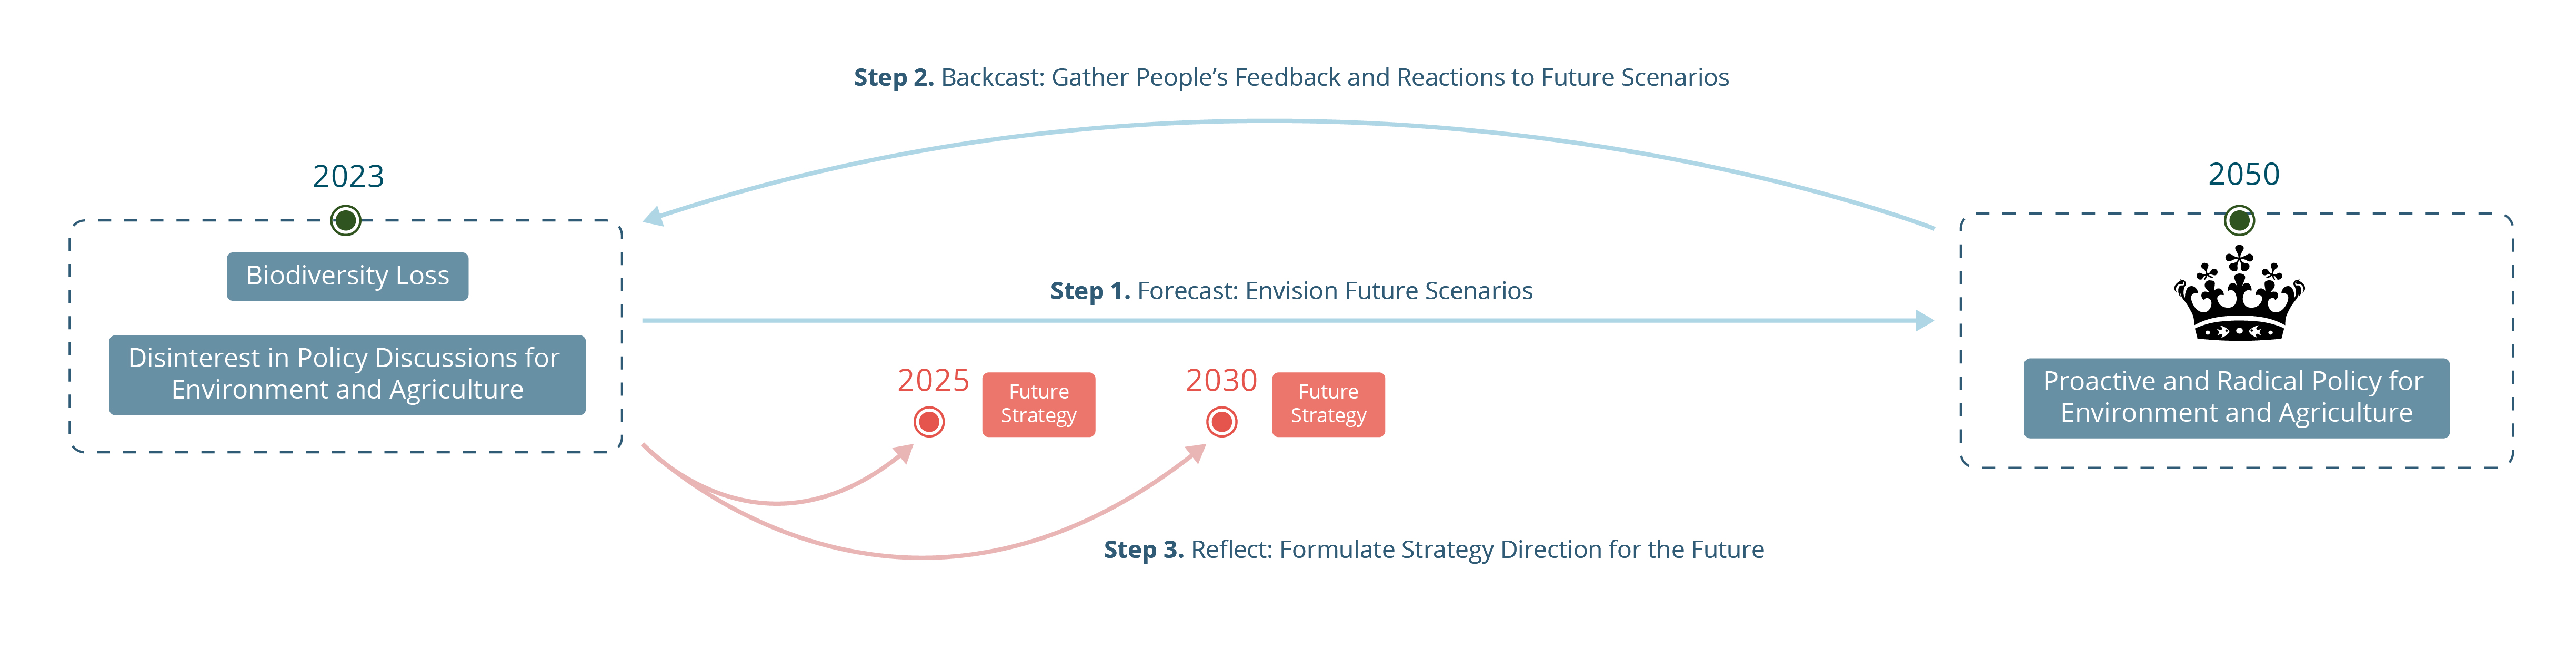 Step 2. Backcast: Gather People’s Feedback and Reactions to Future Scenarios
2023
Biodiversity Loss
Disinterest in Policy Discussions for
Environment and Agriculture
Step 1. Forecast: Envision Future Scenarios
2025
Future
Strategy
2030
Future
Strategy
Step 3. Reflect: Formulate Strategy Direction for the Future
2050
Proactive and Radical Policy for
Environment and Agriculture